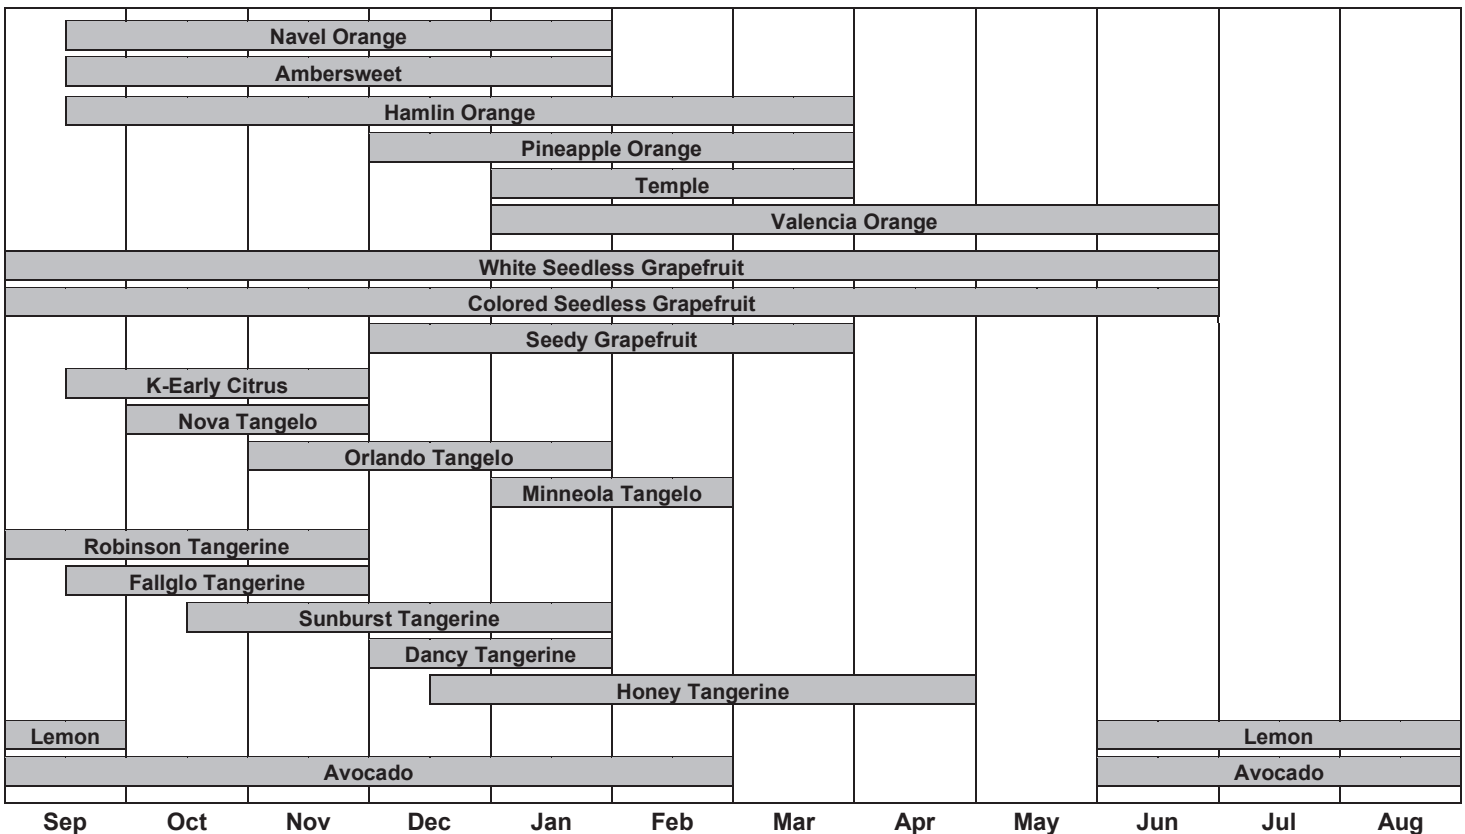 Navel Orange
Ambersweet
Hamlin Orange
Pineapple Orange
Temple
Valencia Orange
White Seedless Grapefruit
Colored Seedless Grapefruit
Seedy Grapefruit
K-Early Citrus
Nova Tangelo
Orlando Tangelo
Minneola Tangelo
Robinson Tangerine
Fallglo Tangerine
Sunburst Tangerine
Dancy Tangerine
Honey Tangerine
Lemon Lemon
Avocado Avocado
Sep Oct Nov Dec Jan Feb Mar Apr May Jun Jul Aug